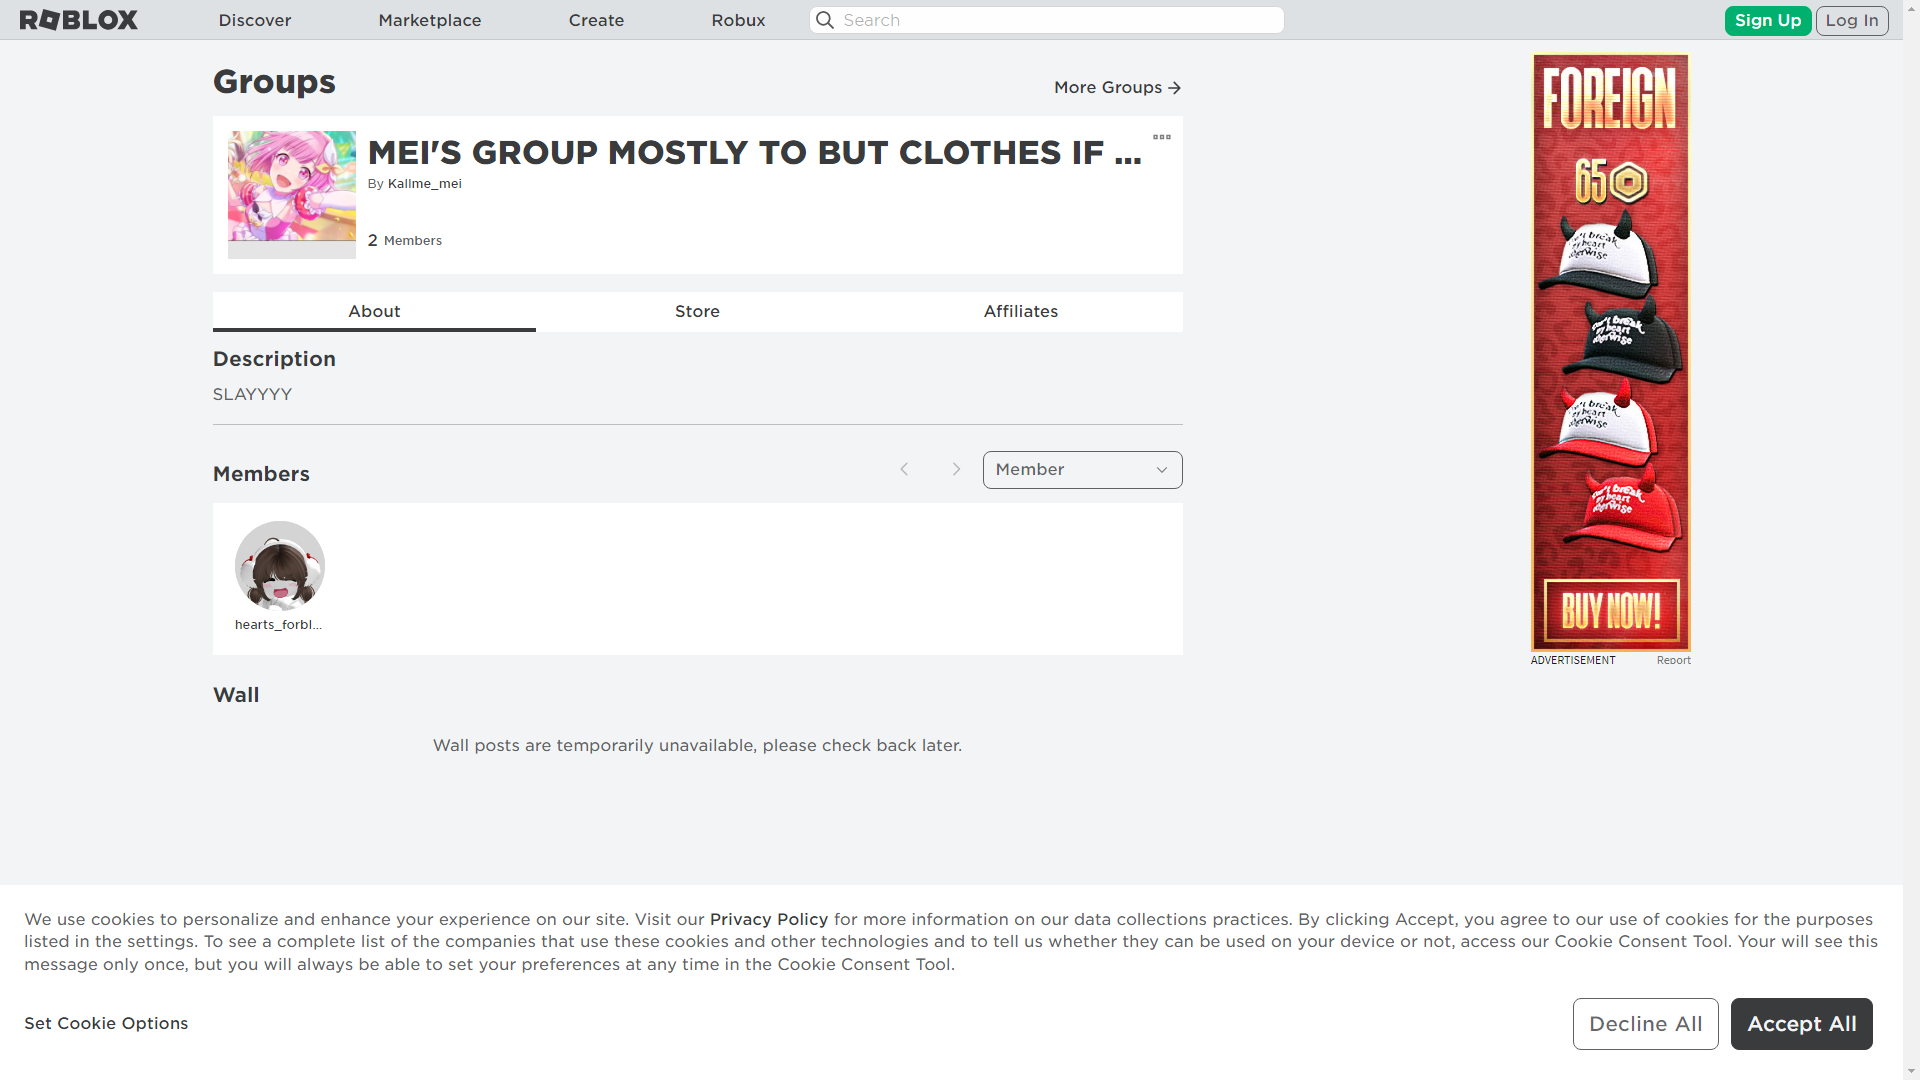 ROBLOX
Discover
Marketplace
Create
Robux
Search
Sign Up
Log In
Groups
More Groups
MEI'S GROUP MOSTLY TO BUT CLOTHES IF ...
By Kallme_mei
2 Members
About
Store
Affiliates
Description
SLAYYYY
Members
Member
hearts_forbl...
Wall
Wall posts are temporarily unavailable, please check back later.
FOREIGN
65
BUY NOW!
ADVERTISEMENT
Report
We use cookies to personalize and enhance your experience on our site. Visit our Privacy Policy for more information on our data collections practices. By clicking Accept, you agree to our use of cookies for the purposes
listed in the settings. To see a complete list of the companies that use these cookies and other technologies and to tell us whether they can be used on your device or not, access our Cookie Consent Tool. Your will see this
message only once, but you will always be able to set your preferences at any time in the Cookie Consent Tool.
Set Cookie Options
Decline All
Accept All